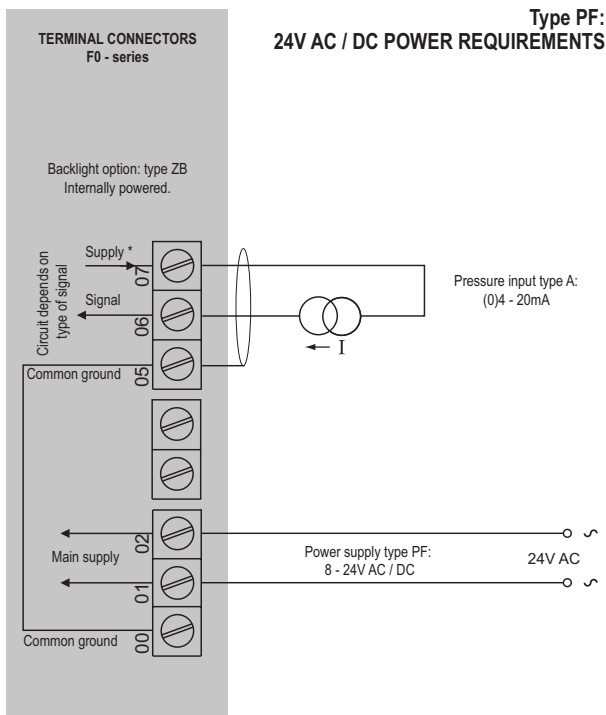 Type PF:
24V AC / DC POWER REQUIREMENTS
TERMINAL CONNECTORS
F0 - series
Backlight option: type ZB
Internally powered.
Circuit depends on
type of signal
Supply *
07
Signal
06
Common ground
05
I
Pressure input type A:
(0)4 - 20mA
Main supply
02
01
Power supply type PF:
8 - 24V AC / DC
24V AC
Common ground
00